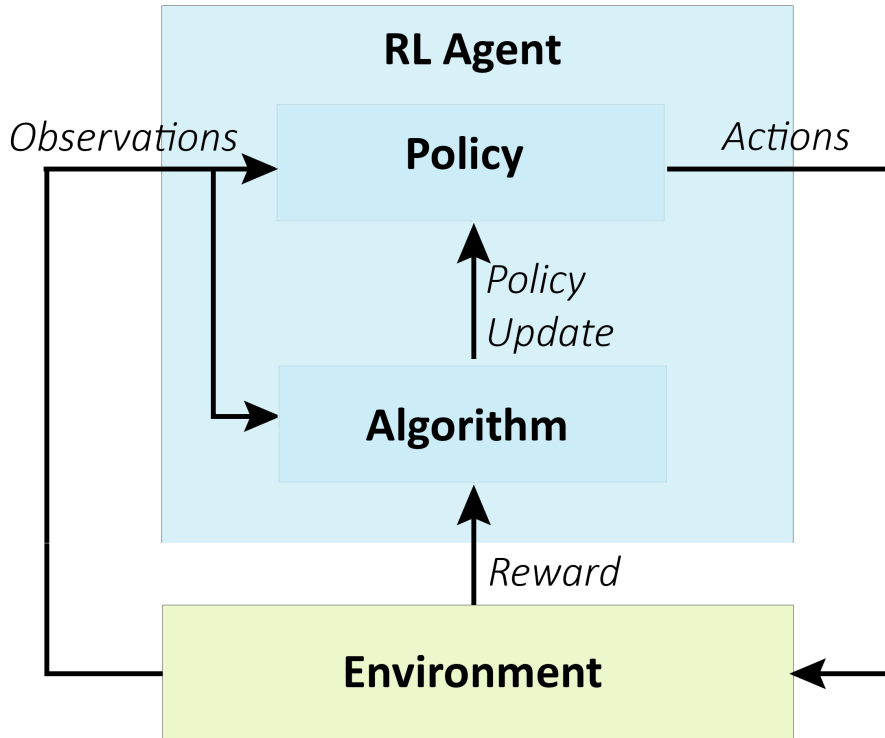 RL Agent
Observations
Policy
Actions
Policy
Update
Algorithm
Reward
Environment